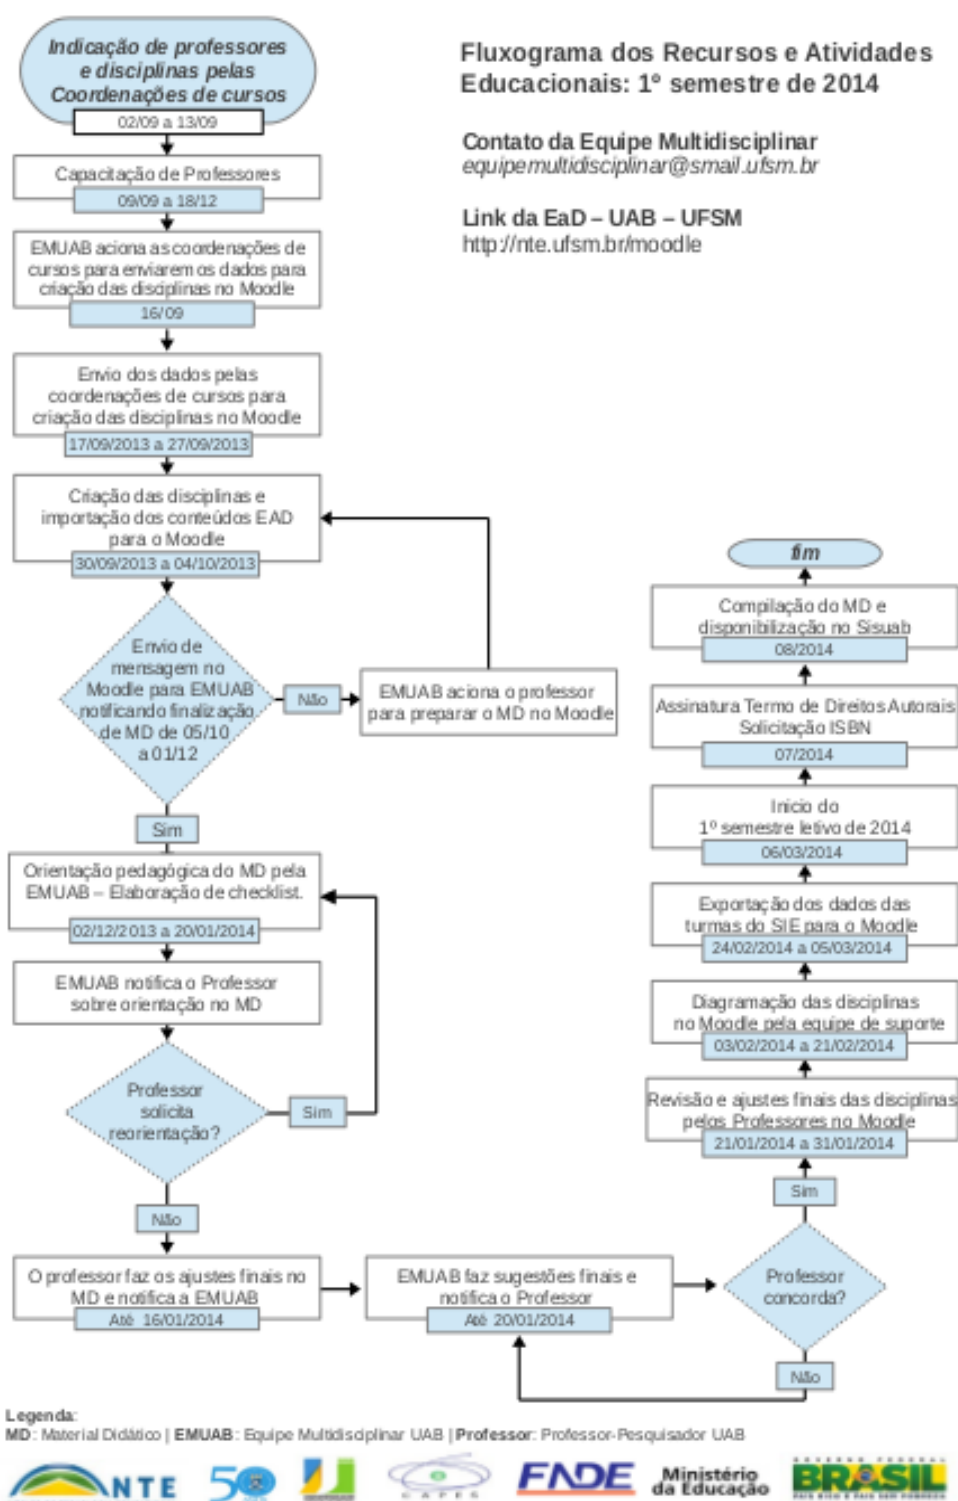 Indicação de professores
e disciplinas pelas
Coordenações de cursos
02/09 a 13/09
Fluxograma dos Recursos e Atividades
Educacionais: 1º semestre de 2014
Contato da Equipe Multidisciplinar
equipemultidisciplinar@smail.ufsm.br
Link da EaD – UAB – UFSM
http://nte.ufsm.br/moodle
Capacitação de Professores
09/09 a 18/12
EMUAB aciona as coordenações de
cursos para enviarem os dados para
criação das disciplinas no Moodle
16/09
Envio dos dados pelas
coordenações de cursos para
criação das disciplinas no Moodle
17/09/2013 a 27/09/2013
Criação das disciplinas e
importação dos conteúdos EAD
para o Moodle
30/09/2013 a 04/10/2013
Envio de
mensagem no
Moodle para EMUAB
notificando finalização
de MD de 05/10
a 01/12
Não
EMUAB aciona o professor
para preparar o MD no Moodle
Sim
Orientação pedagógica do MD pela
EMUAB – Elaboração de checklist.
02/12/2013 a 20/01/2014
EMUAB notifica o Professor
sobre orientação no MD
Professor
solicita
reorientação?
Sim
Não
O professor faz os ajustes finais no
MD e notifica a EMUAB
Até 16/01/2014
EMUAB faz sugestões finais e
notifica o Professor
Até 20/01/2014
Professor
concorda?
Não
Sim
Revisão e ajustes finais das disciplinas
pelos Professores no Moodle
21/01/2014 a 31/01/2014
Diagramação das disciplinas
no Moodle pela equipe de suporte
03/02/2014 a 21/02/2014
Exportação dos dados das
turmas do SIE para o Moodle
24/02/2014 a 05/03/2014
Inicio do
1º semestre letivo de 2014
06/03/2014
Assinatura Termo de Direitos Autorais
Solicitação ISBN
07/2014
Compilação do MD e
disponibilização no Sisuab
08/2014
fim
Legenda:
MD: Material Didático | EMUAB: Equipe Multidisciplinar UAB | Professor: Professor-Pesquisador UAB
NTE
50
CAPES
FNDE
Ministério
da Educação
GOVERNO FEDERAL
BRASIL
PAÍS RICO É PAÍS SEM POBREZA